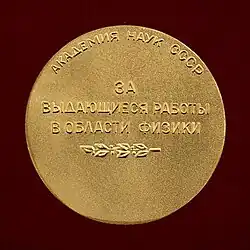 АКАДЕМИЯ НАУК СССР
ЗА
ВЫДАЮЩИЕСЯ РАБОТЫ
В ОБЛАСТИ ФИЗИКИ